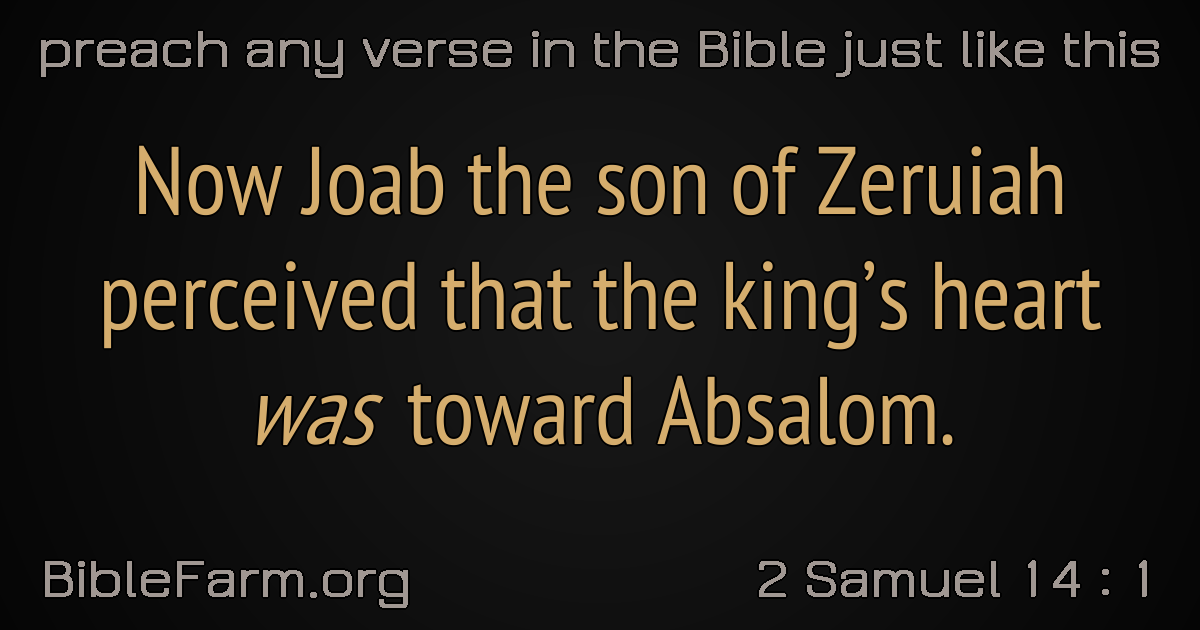 preach any verse in the Bible just like this
Now Joab the son of Zeruiah
perceived that the king’s heart
was toward Absalom.
BibleFarm.org
2 Samuel 14 : 1